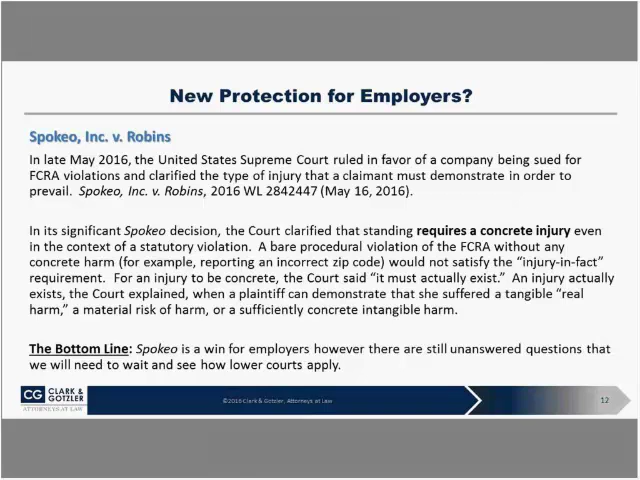 New Protection for Employers?
Spokeo, Inc. v. Robins
In late May 2016, the United States Supreme Court ruled in favor of a company being sued for
FCRA violations and clarified the type of injury that a claimant must demonstrate in order to
prevail. Spokeo, Inc. v. Robins, 2016 WL 2842447 (May 16, 2016).
In its significant Spokeo decision, the Court clarified that standing requires a concrete injury even
in the context of a statutory violation. A bare procedural violation of the FCRA without any
concrete harm (for example, reporting an incorrect zip code) would not satisfy the “injury-in-fact”
requirement. For an injury to be concrete, the Court said “it must actually exist.” An injury actually
exists, the Court explained, when a plaintiff can demonstrate that she suffered a tangible “real
harm,” a material risk of harm, or a sufficiently concrete intangible harm.
The Bottom Line: Spokeo is a win for employers however there are still unanswered questions that
we will need to wait and see how lower courts apply.
CG CLARK &
GOTZLER
ATTORNEYS AT LAW
©2016 Clark & Gotzler, Attorneys at Law
12